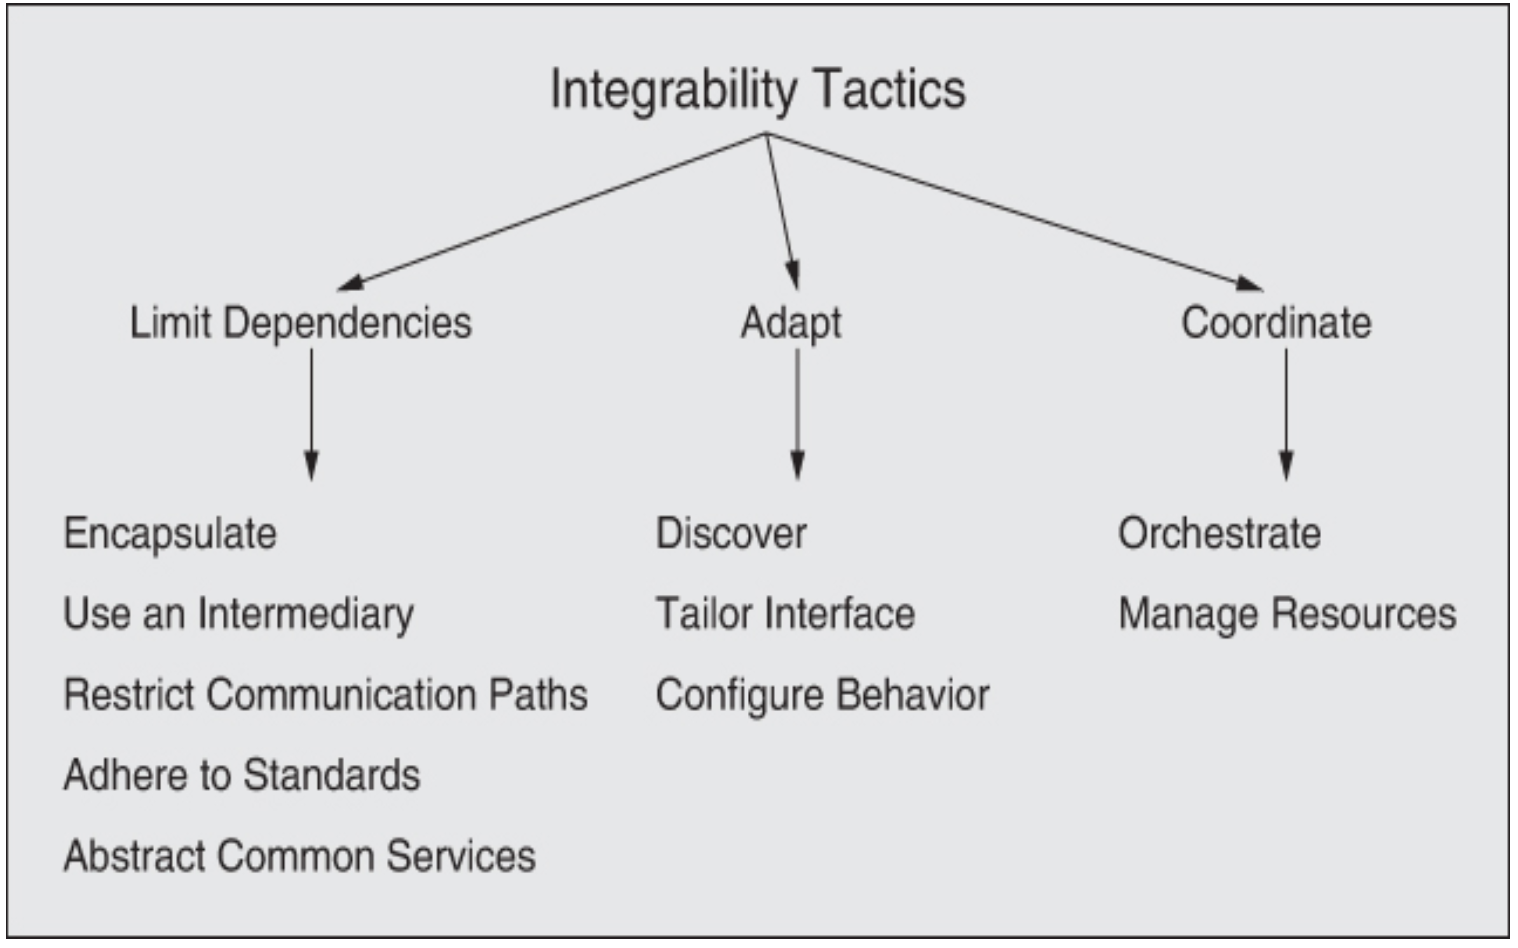 Integrability Tactics
Limit Dependencies
Adapt
Coordinate
Encapsulate
Use an Intermediary
Restrict Communication Paths
Adhere to Standards
Abstract Common Services
Discover
Tailor Interface
Configure Behavior
Orchestrate
Manage Resources